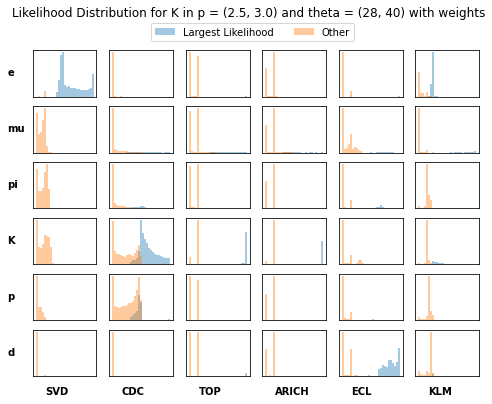 Likelihood Distribution for K in p = (2.5, 3.0) and theta = (28, 40) with weights
Largest Likelihood Other
e
mu
pi
K
p
d
SVD CDC TOP ARICH ECL KLM